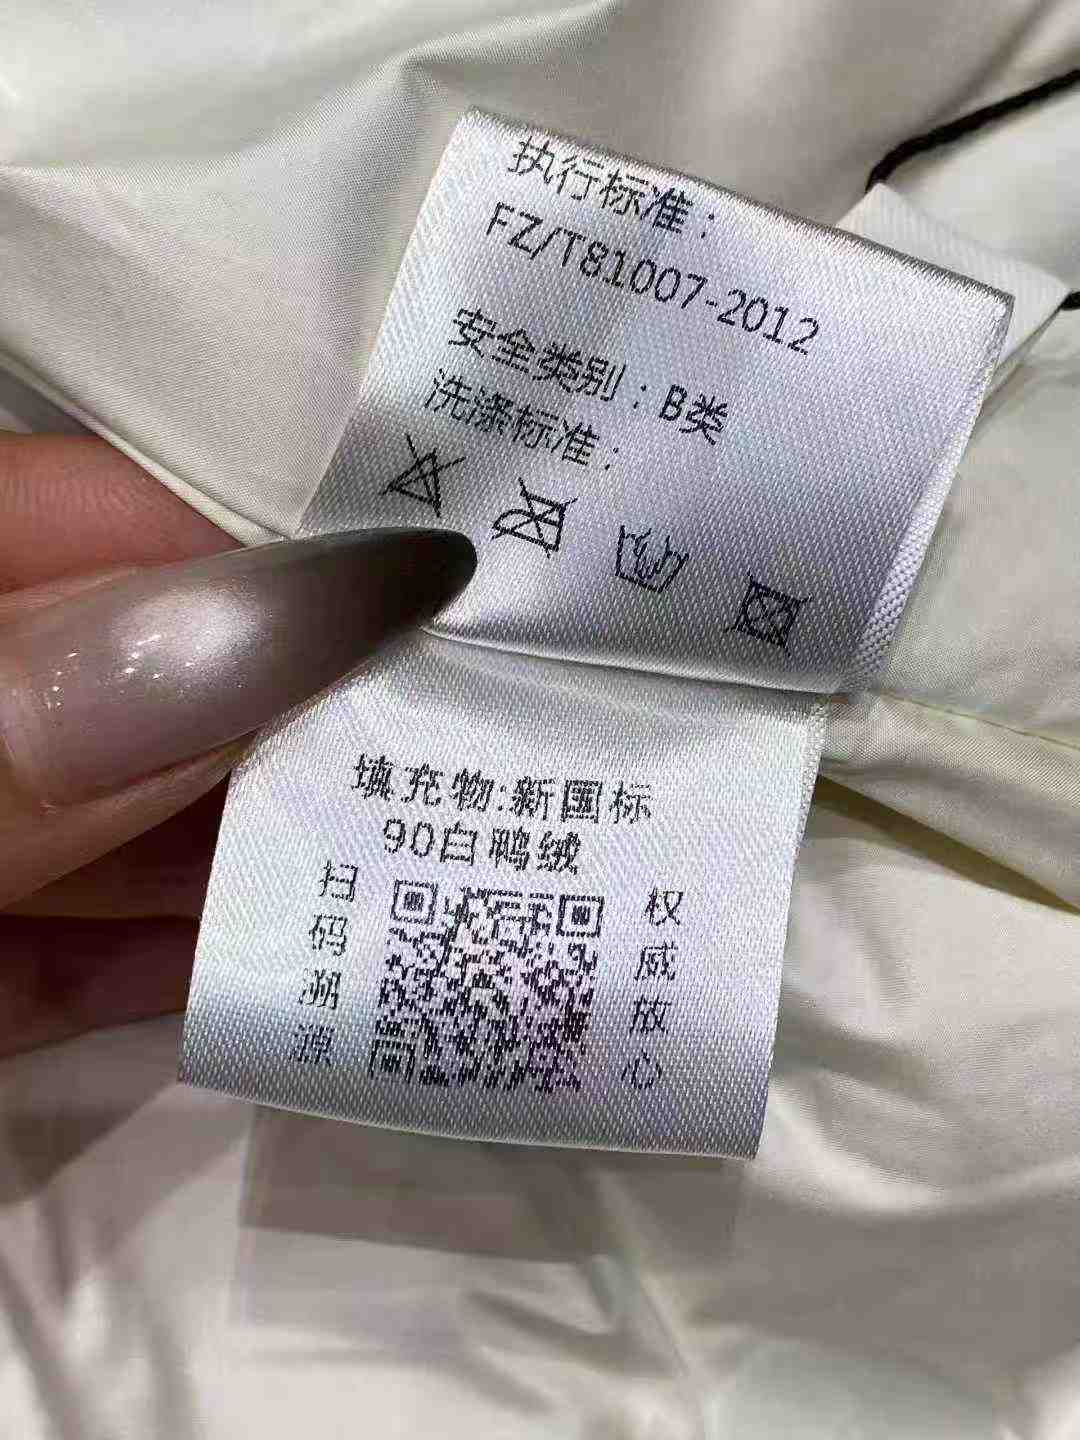 执行标准：
FZ/T81007-2012
安全类别：B类
洗涤标准：
填充物:新国标
90白鸭绒
扫码溯源
权威放心